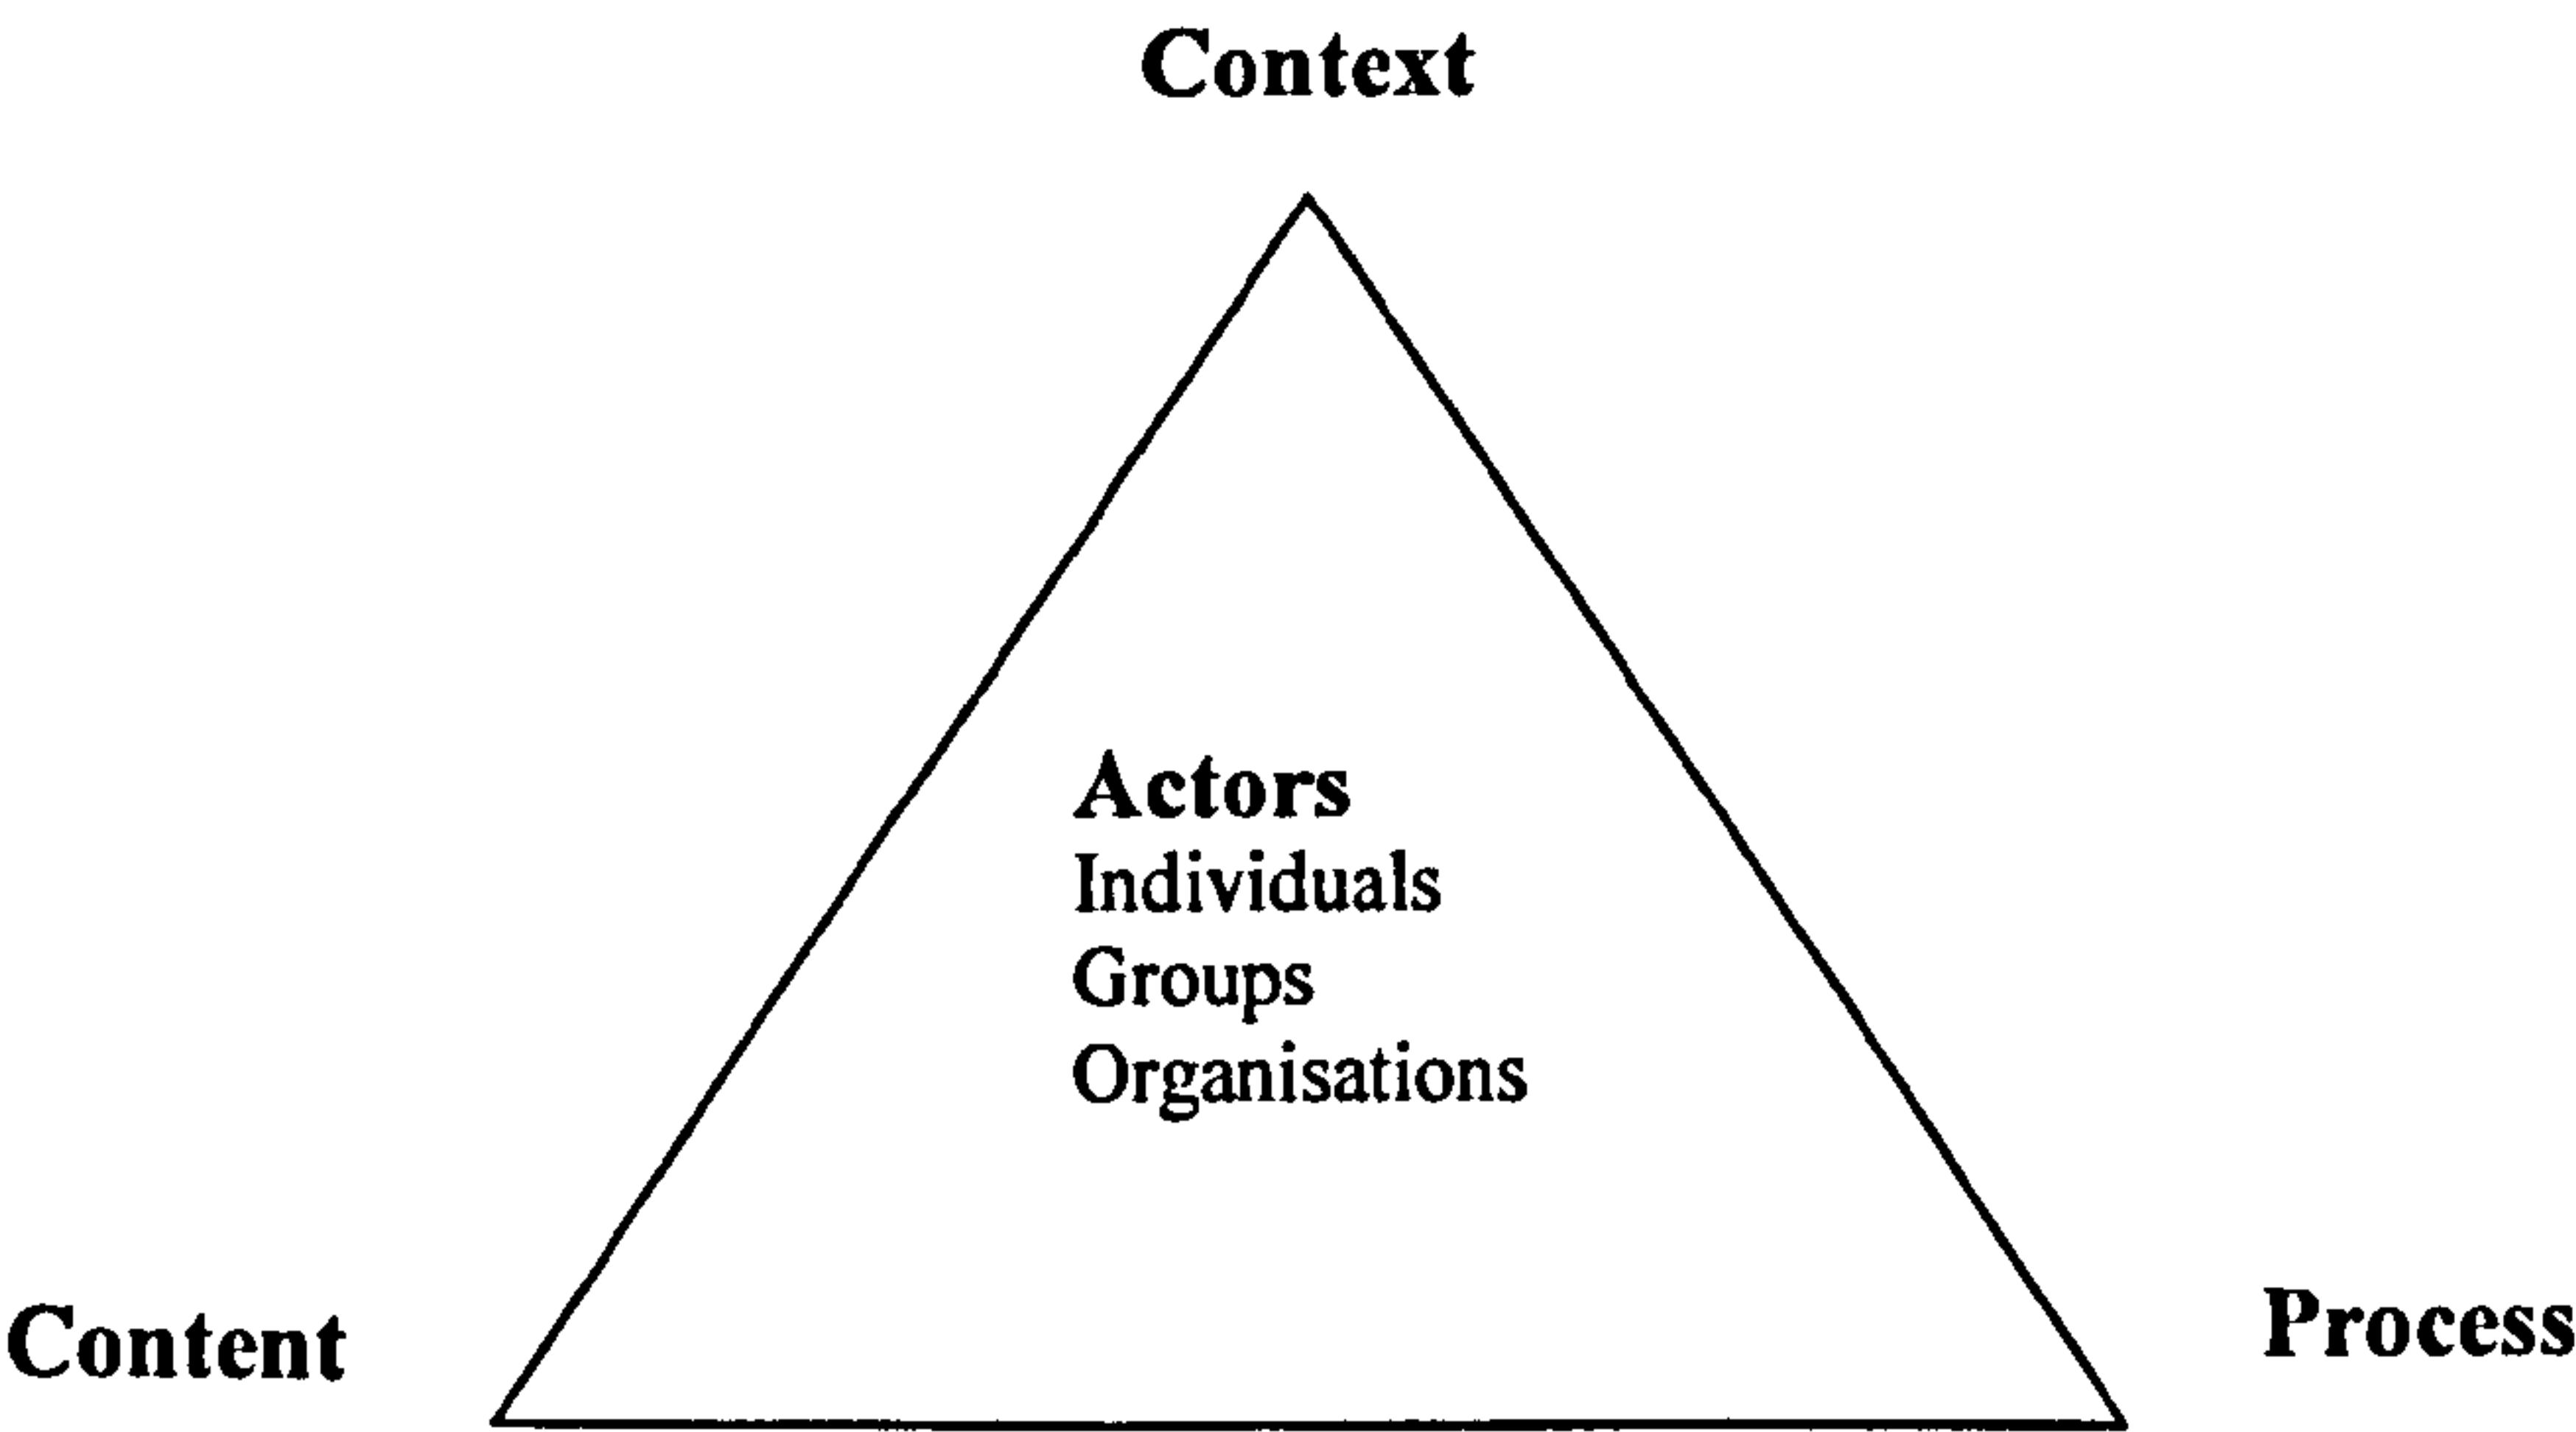 Context
Actors
Individuals
Groups
Organisations
Content
Process